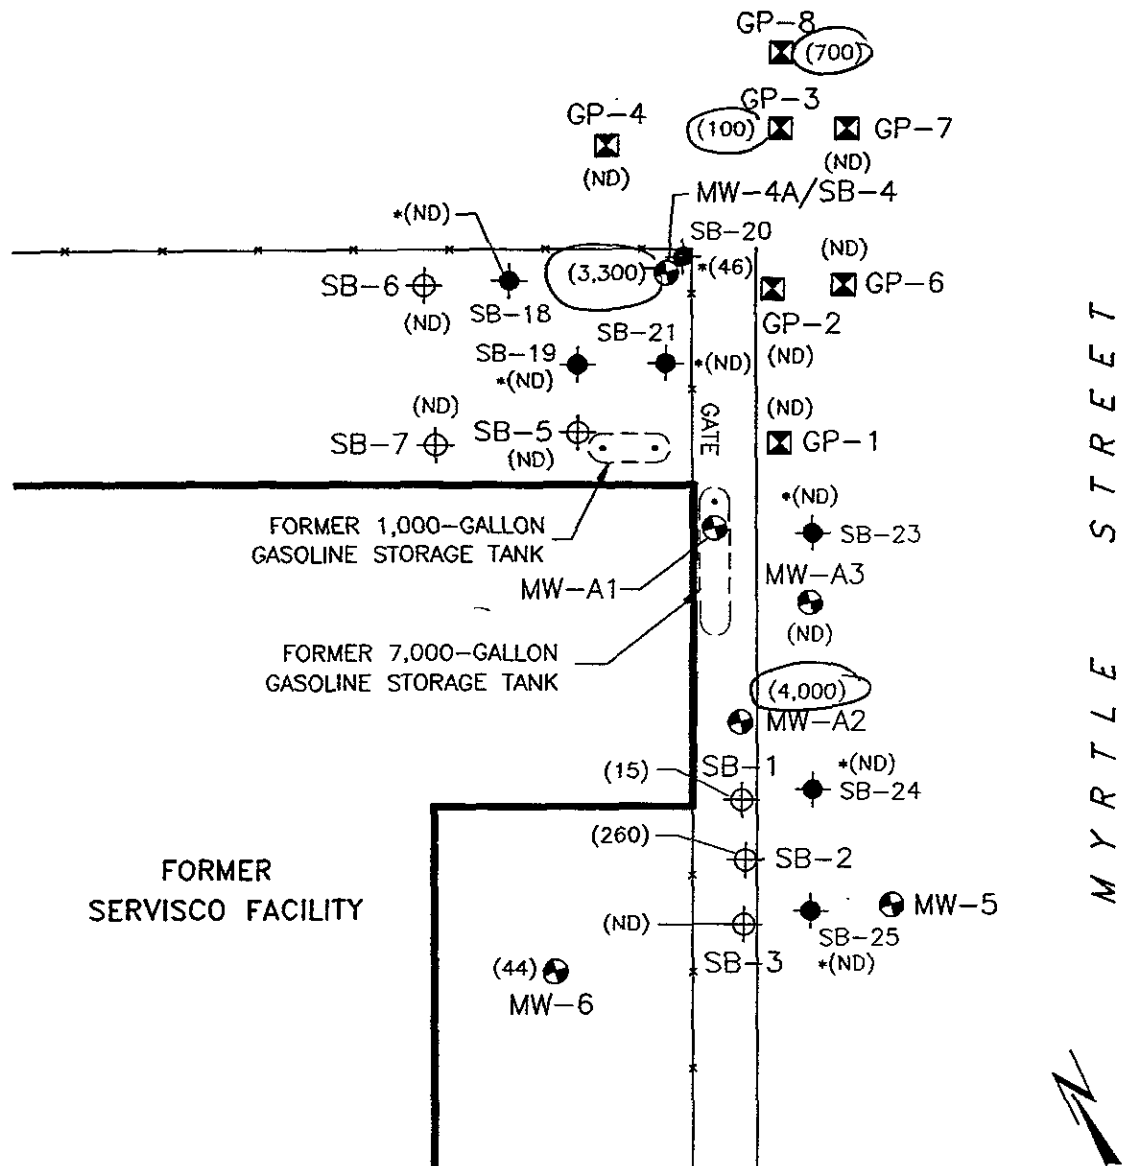 GP-8
(700)
GP-3
GP-4
(100)
GP-7
(ND)
(ND)
MW-4A/SB-4
*(ND)
SB-20
(ND)
(3,300)
*(46)
SB-6
GP-6
SB-18
(ND)
GP-2
SB-21
SB-19
(ND)
*(ND)
*(ND)
(ND)
(ND)
GATE
SB-7
SB-5
GP-1
(ND)
*(ND)
FORMER 1,000-GALLON
GASOLINE STORAGE TANK
SB-23
MW-A1
MW-A3
(ND)
FORMER 7,000-GALLON
GASOLINE STORAGE TANK
(4,000)
MW-A2
SB-1
*(ND)
(15)
SB-24
(260)
SB-2
FORMER
SERVISCO FACILITY
MW-5
(ND)
SB-25
SB-3
*(ND)
(44)
MW-6
MYRTLE STREET
N